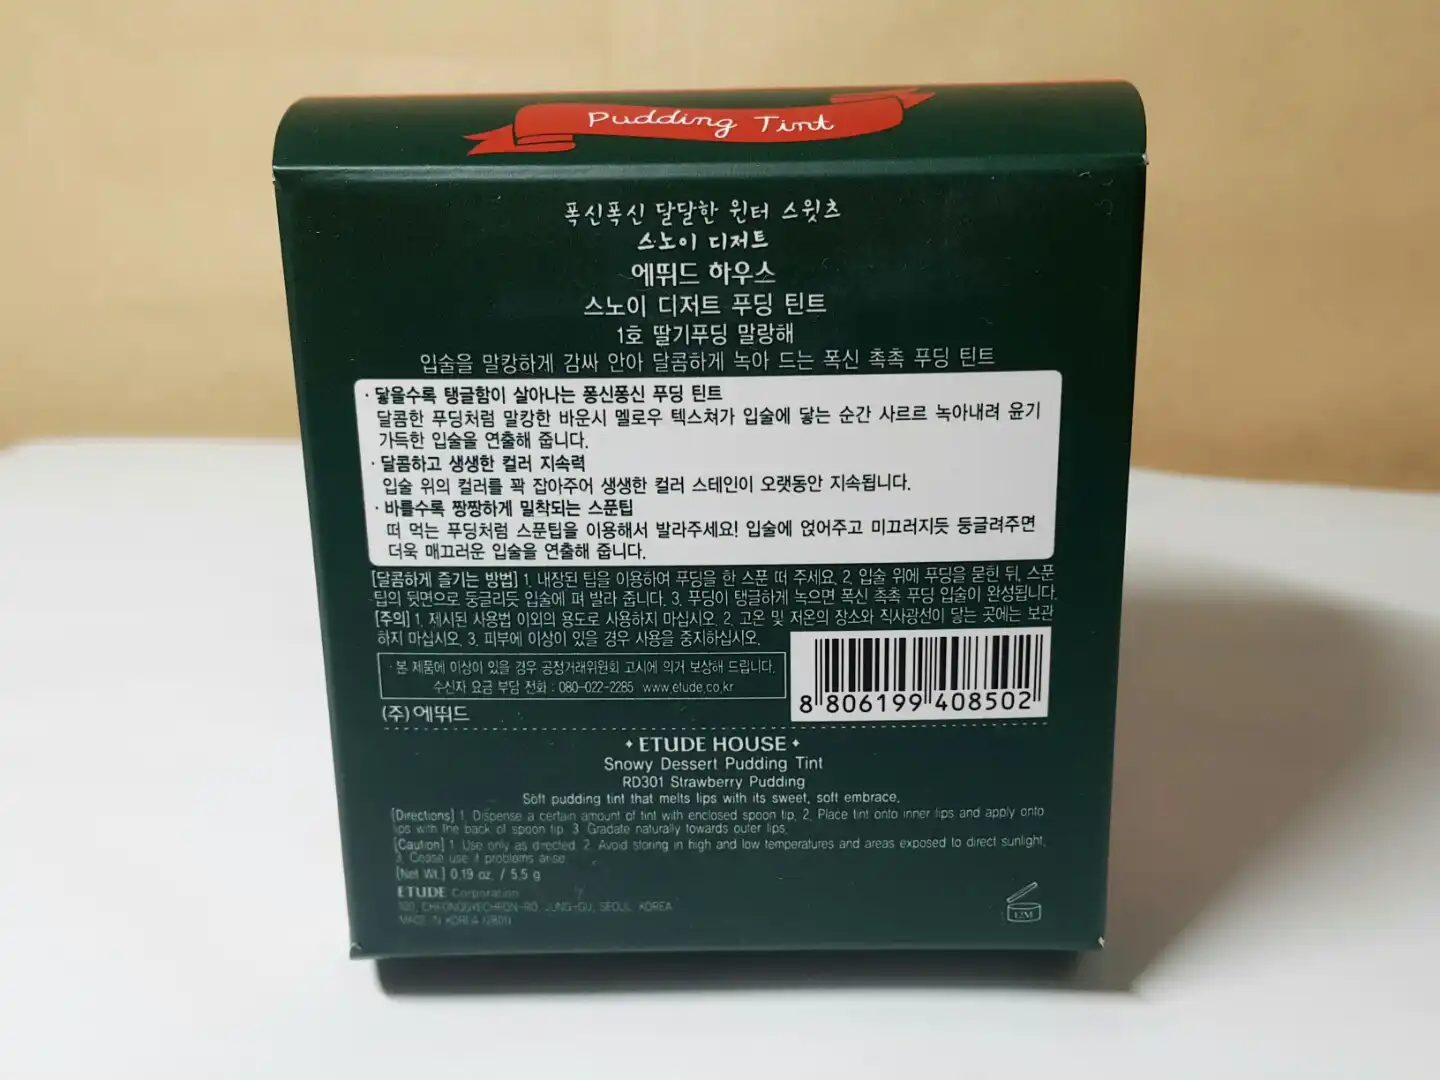 Pudding Tint
폭신폭신 달달한 윈터 스윗츠
스노이 디저트
에뛰드 하우스
스노이 디저트 푸딩 틴트
1호 딸기푸딩 말랑해
입술을 말캉하게 감싸 안아 달콤하게 녹아 드는 폭신 촉촉 푸딩 틴트
· 닿을수록 탱글함이 살아나는 퐁신퐁신 푸딩 틴트
달콤한 푸딩처럼 말캉한 바운시 멜로우 텍스쳐가 입술에 닿는 순간 사르르 녹아내려 윤기
가득한 입술을 연출해 줍니다.
· 달콤하고 생생한 컬러 지속력
입술 위의 컬러를 꽉 잡아주어 생생한 컬러 스테인이 오랫동안 지속됩니다.
· 바를수록 짱짱하게 밀착되는 스푼팁
떠 먹는 푸딩처럼 스푼팁을 이용해서 발라주세요! 입술에 얹어주고 미끄러지듯 둥글려주면
더욱 매끄러운 입술을 연출해 줍니다.
[달콤하게 즐기는 방법] 1. 내장된 팁을 이용하여 푸딩을 한 스푼 떠 주세요. 2. 입술 위에 푸딩을 묻힌 뒤, 스푼
팁의 뒷면으로 둥글리듯 입술에 펴 발라 줍니다. 3. 푸딩이 탱글하게 녹으면 폭신 촉촉 푸딩 입술이 완성됩니다.
[주의] 1. 제시된 사용법 이외의 용도로 사용하지 마십시오. 2. 고온 및 저온의 장소와 직사광선이 닿는 곳에는 보관
하지 마십시오. 3. 피부에 이상이 있을 경우 사용을 중지하십시오.
· 본 제품에 이상이 있을 경우 공정거래위원회 고시에 의거 보상해 드립니다.
수신자 요금 부담 전화 : 080-022-2285 www.etude.co.kr
(주) 에뛰드
8 806199 408502
ETUDE HOUSE
Snowy Dessert Pudding Tint
RD301 Strawberry Pudding
Soft pudding tint that melts lips with its sweet, soft embrace.
[Directions] 1. Dispense a certain amount of tint with enclosed spoon tip. 2. Place tint onto inner lips and apply onto
lips with the back of spoon tip. 3. Gradate naturally towards outer lips.
[Caution] 1. Use only as directed. 2. Avoid storing in high and low temperatures and areas exposed to direct sunlight.
3. Cease use if problems arise.
[Net Wt.] 0.19 oz. / 5.5 g
ETUDE Corporation
100, CHEONGGYECHEON-RO, JUNG-GU, SEOUL, KOREA
MADE IN KOREA
12M